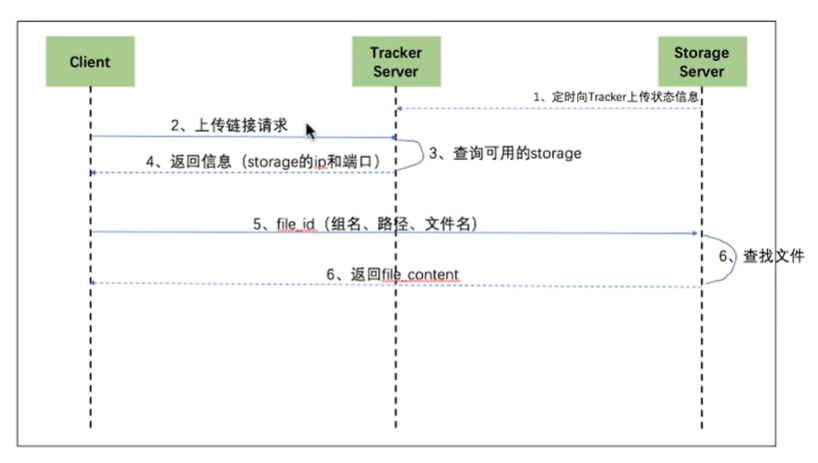 Client
Tracker
Server
Storage
Server
1、定时向Tracker上传状态信息
2、上传链接请求
3、查询可用的storage
4、返回信息（storage的ip和端口）
5、file_id（组名、路径、文件名）
6、查找文件
6、返回file_content